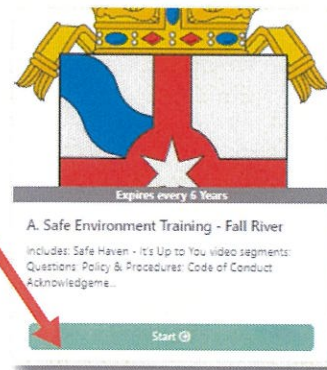 Expires every 6 Years
A. Safe Environment Training - Fall River
Includes: Safe Haven - It's Up to You video segments:
Questions: Policy & Procedures: Code of Conduct
Acknowledgeme...
Start